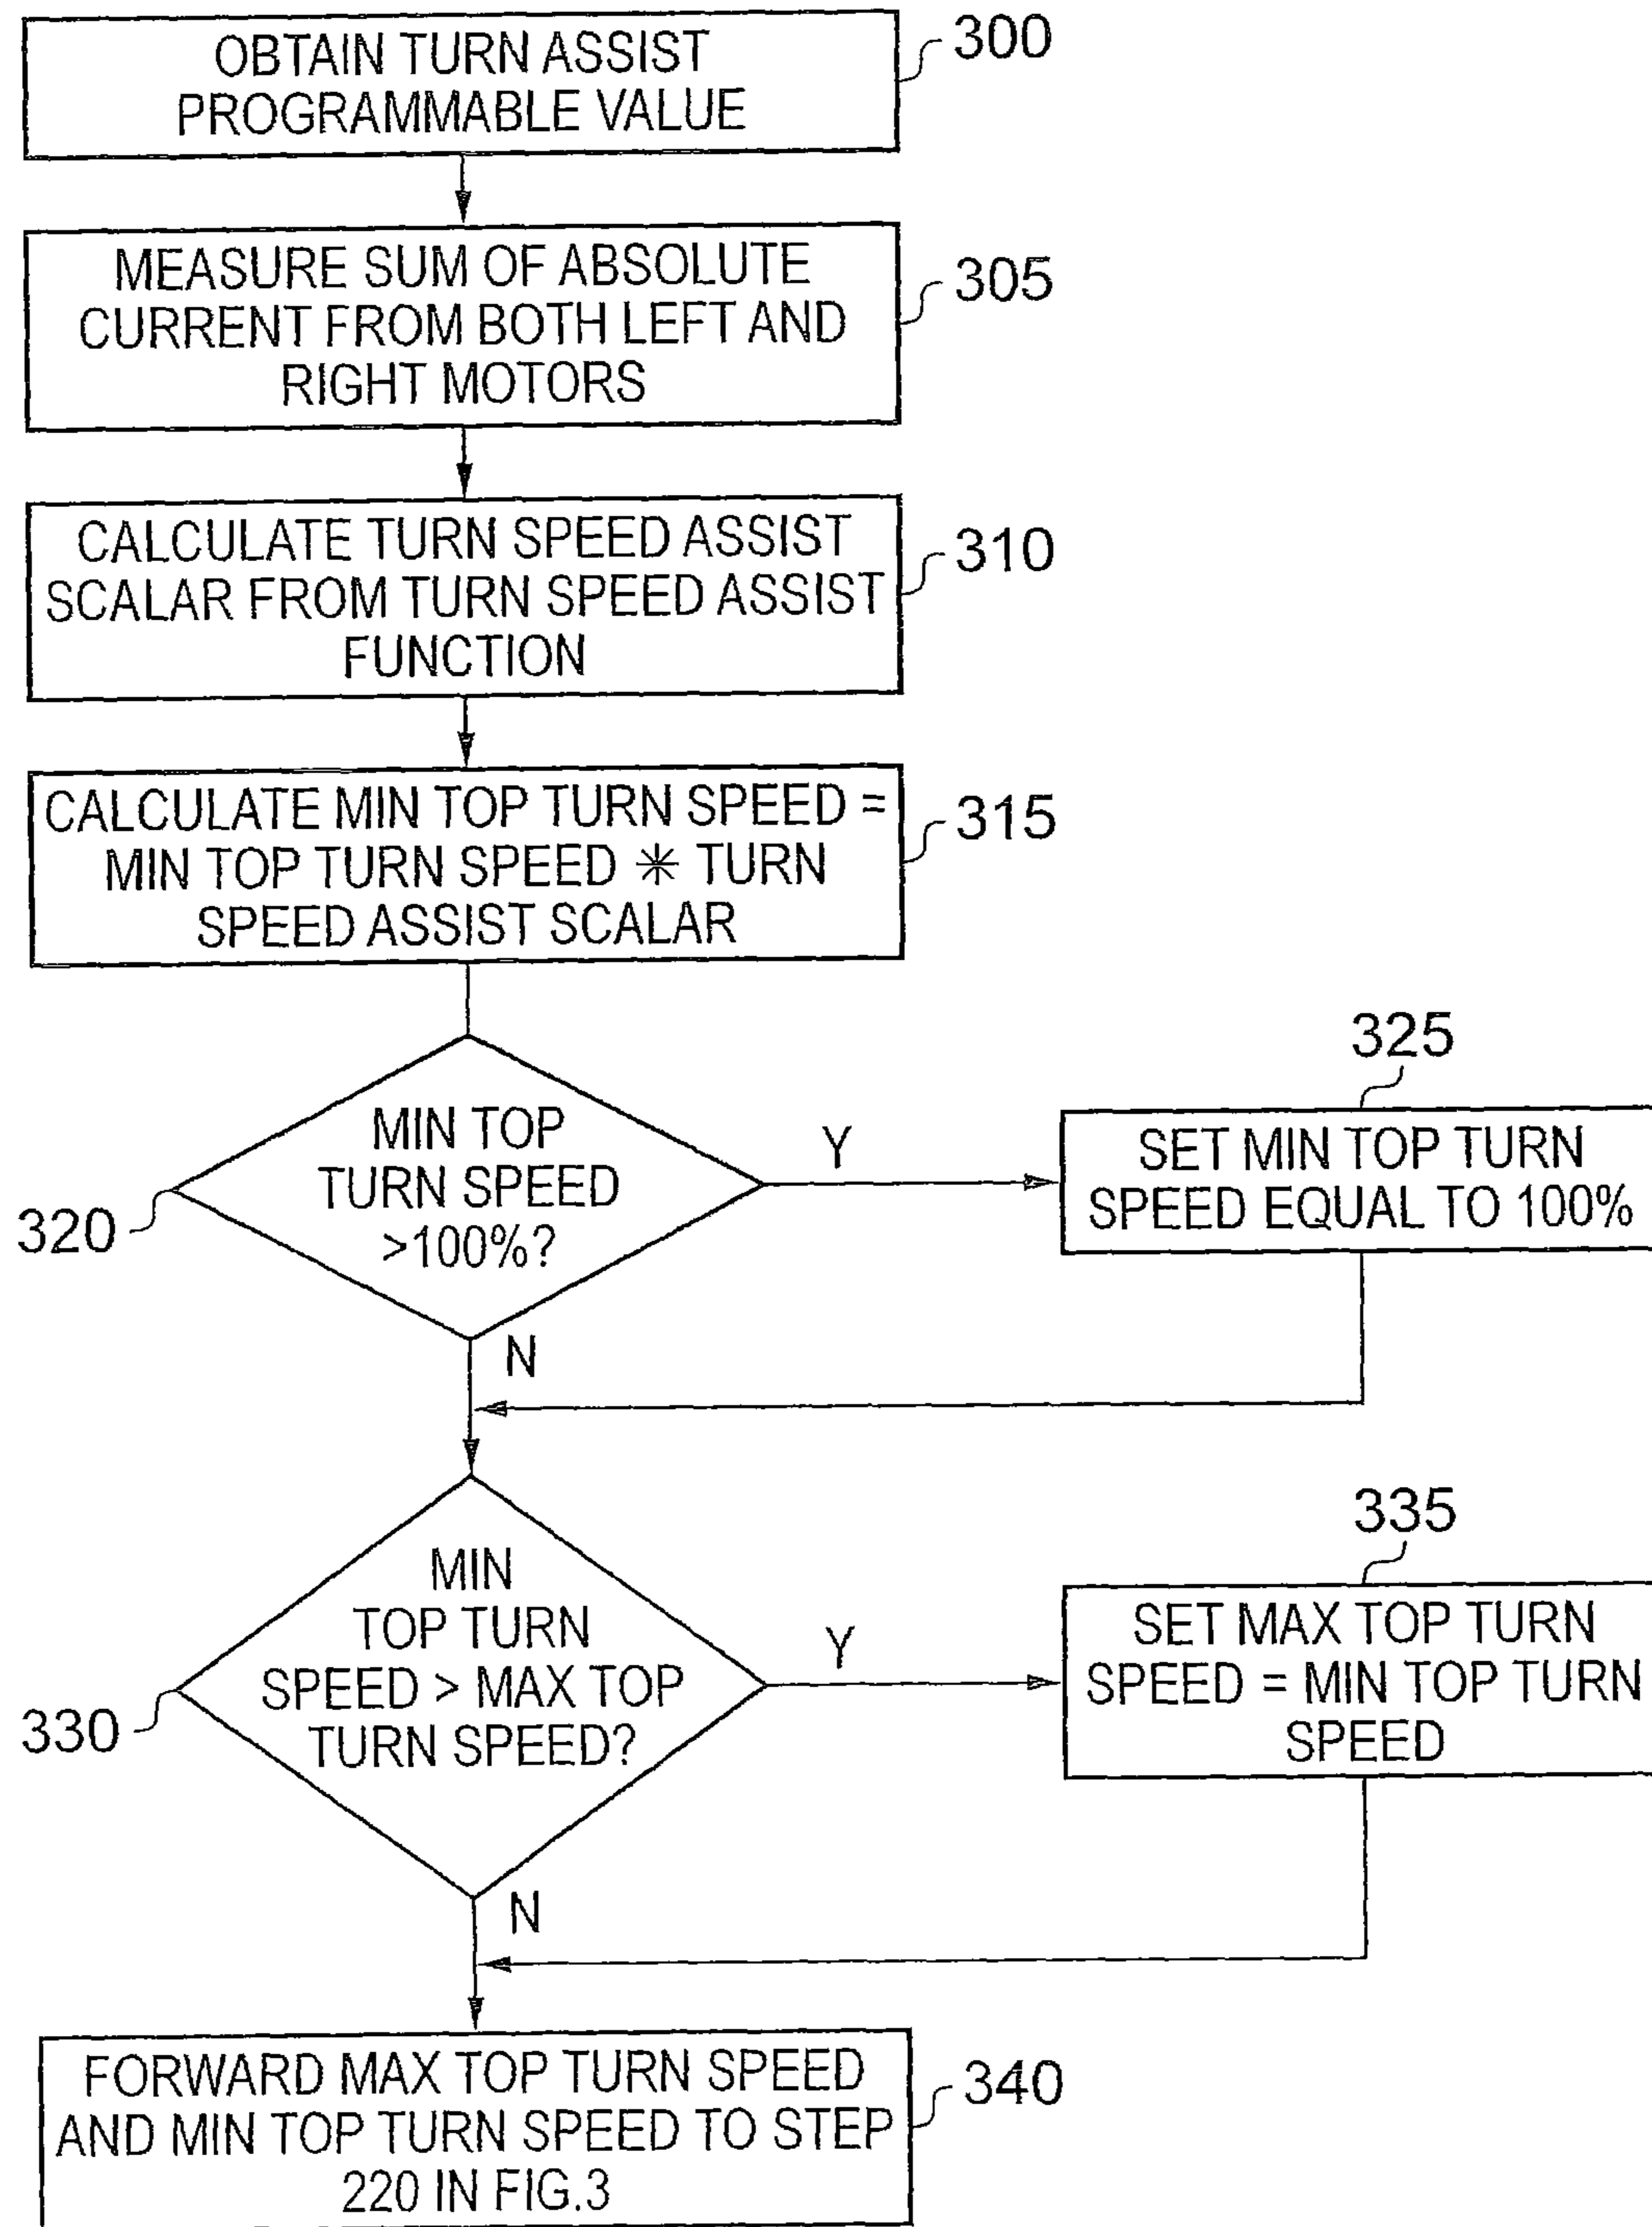 OBTAIN TURN ASSIST
PROGRAMMABLE VALUE
300
MEASURE SUM OF ABSOLUTE
CURRENT FROM BOTH LEFT AND
RIGHT MOTORS
305
CALCULATE TURN SPEED ASSIST
SCALAR FROM TURN SPEED ASSIST
FUNCTION
310
CALCULATE MIN TOP TURN SPEED =
MIN TOP TURN SPEED * TURN
SPEED ASSIST SCALAR
315
MIN TOP
TURN SPEED
>100%?
320
Y
N
325
SET MIN TOP TURN
SPEED EQUAL TO 100%
MIN
TOP TURN
SPEED > MAX TOP
TURN SPEED?
330
Y
N
335
SET MAX TOP TURN
SPEED = MIN TOP TURN
SPEED
FORWARD MAX TOP TURN SPEED
AND MIN TOP TURN SPEED TO STEP
220 IN FIG.3
340